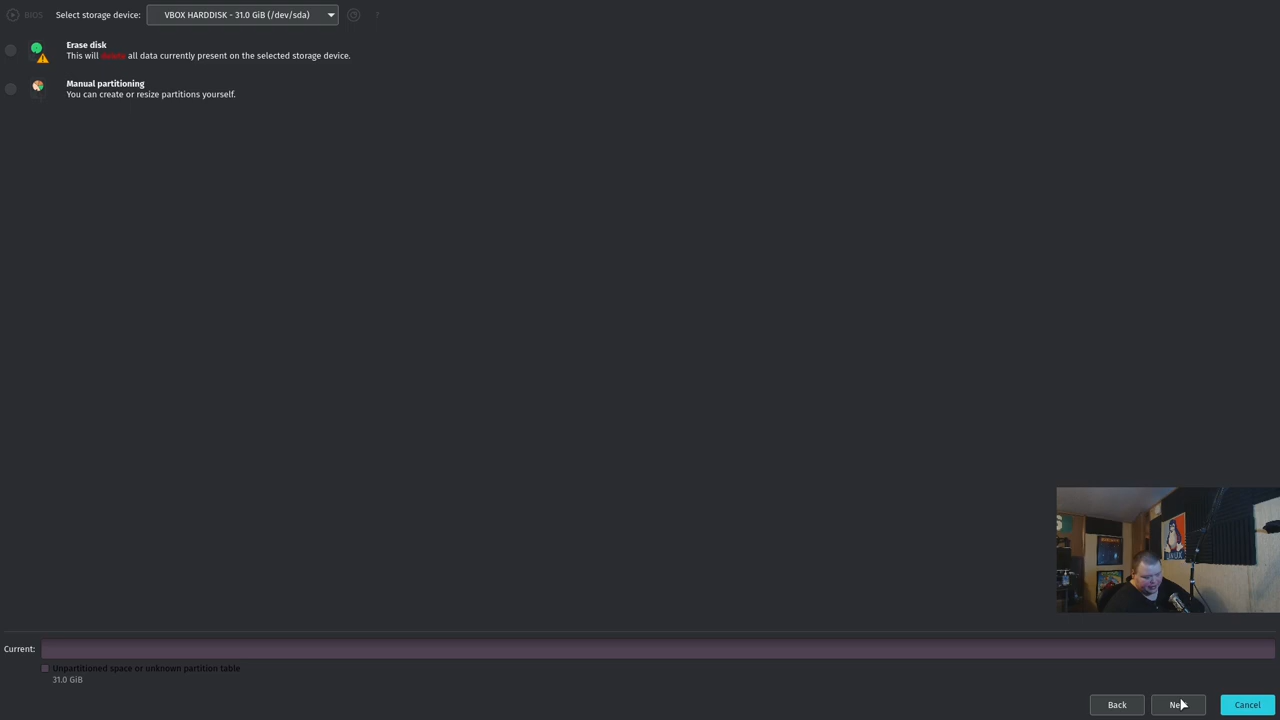 BIOS
Select storage device:
VBOX HARDDISK - 31.0 GiB (/dev/sda)
?
Erase disk
This will delete all data currently present on the selected storage device.
Manual partitioning
You can create or resize partitions yourself.
Current:
Unpartitioned space or unknown partition table
31.0 GiB
Back
Cancel